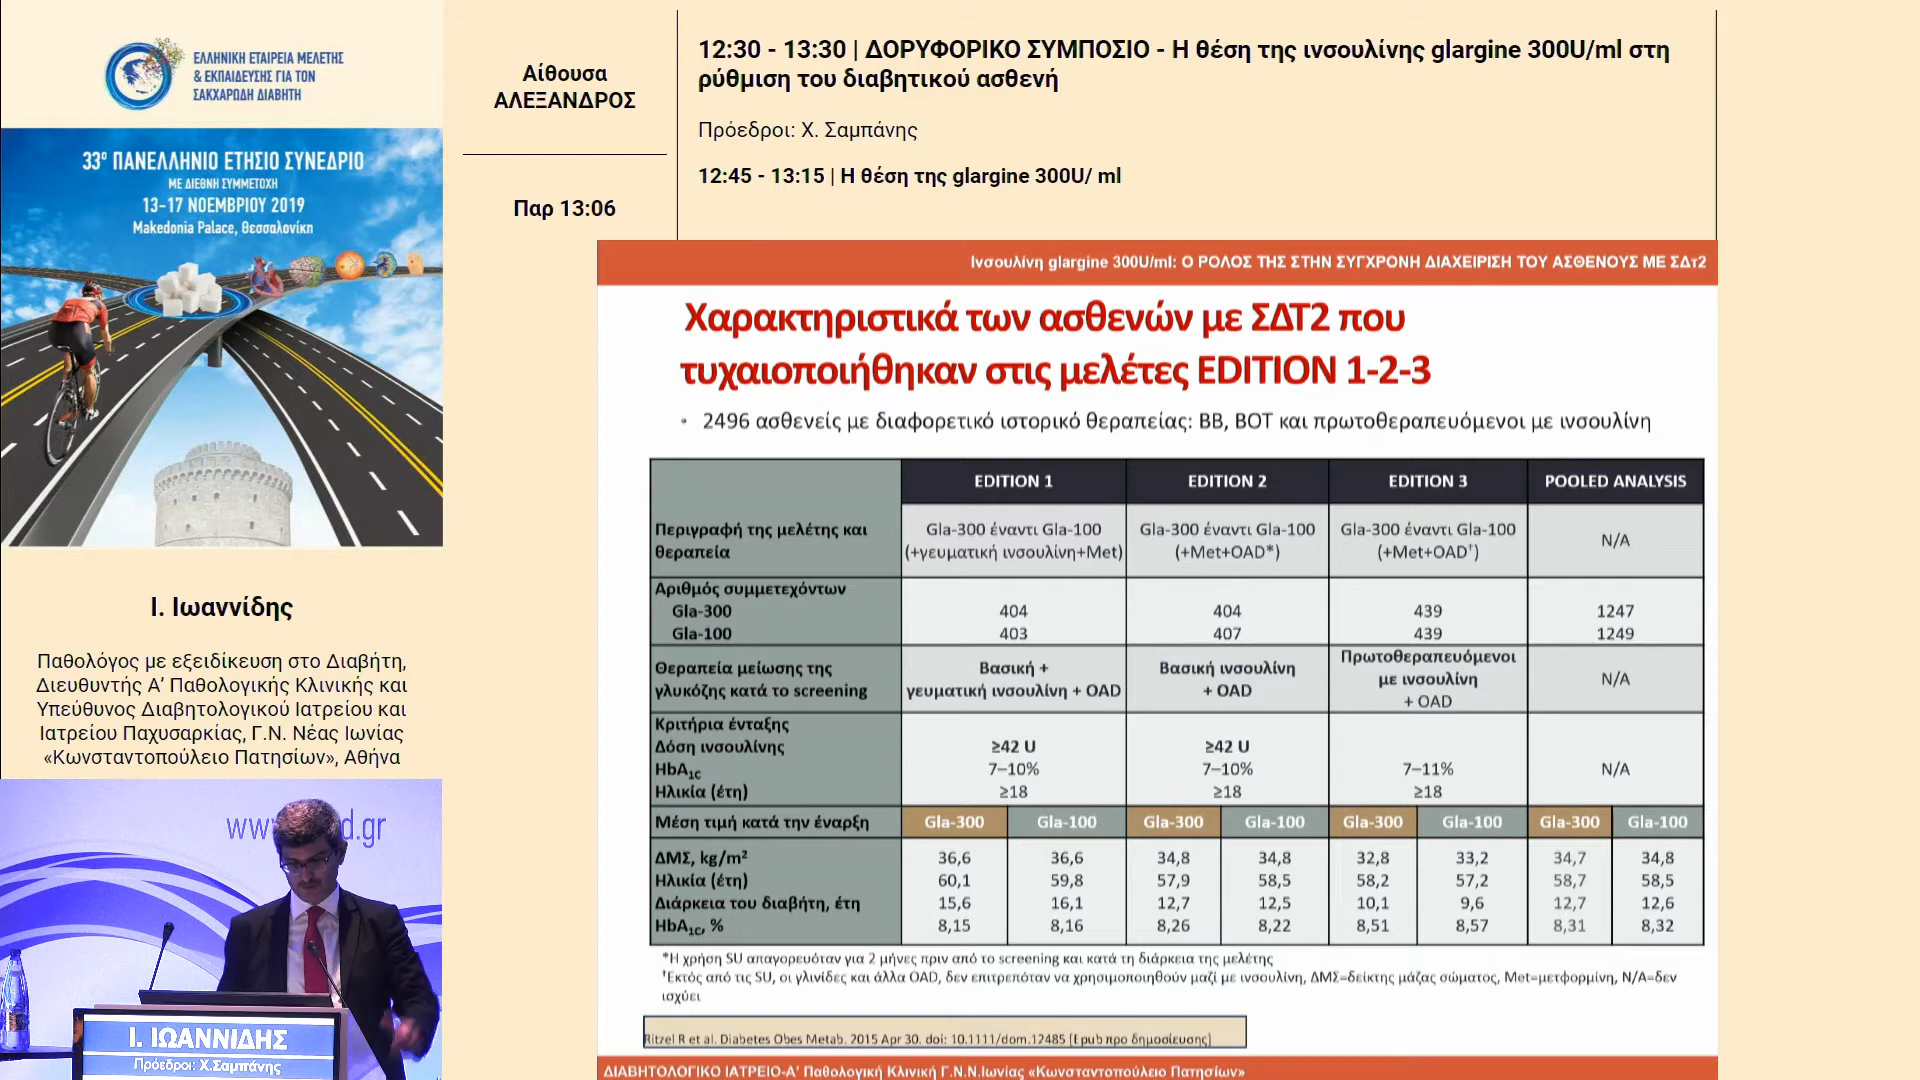 ΕΛΛΗΝΙΚΗ ΕΤΑΙΡΕΙΑ ΜΕΛΕΤΗΣ
& ΕΚΠΑΙΔΕΥΣΗΣ ΓΙΑ ΤΟΝ
ΣΑΚΧΑΡΩΔΗ ΔΙΑΒΗΤΗ
33ο ΠΑΝΕΛΛΗΝΙΟ ΕΤΗΣΙΟ ΣΥΝΕΔΡΙΟ
ΜΕ ΔΙΕΘΝΗ ΣΥΜΜΕΤΟΧΗ
13-17 ΝΟΕΜΒΡΙΟΥ 2019
Makedonia Palace, Θεσσαλονίκη
Ι. Ιωαννίδης
Παθολόγος με εξειδίκευση στο Διαβήτη,
Διευθυντής Α’ Παθολογικής Κλινικής και
Υπεύθυνος Διαβητολογικού Ιατρείου και
Ιατρείου Παχυσαρκίας, Γ.Ν. Νέας Ιωνίας
«Κωνσταντοπούλειο Πατησίων», Αθήνα
d.gr
Ι. ΙΩΑΝΝΙΔΗΣ
Πρόεδροι: Χ.Σαμπάνης
Αίθουσα
ΑΛΕΞΑΝΔΡΟΣ
Παρ 13:06
12:30 - 13:30 | ΔΟΡΥΦΟΡΙΚΟ ΣΥΜΠΟΣΙΟ - Η θέση της ινσουλίνης glargine 300U/ml στη
ρύθμιση του διαβητικού ασθενή
Πρόεδροι: Χ. Σαμπάνης
12:45 - 13:15 | Η θέση της glargine 300U/ ml
Ινσουλίνη glargine 300U/ml: Ο ΡΟΛΟΣ ΤΗΣ ΣΤΗΝ ΣΥΓΧΡΟΝΗ ΔΙΑΧΕΙΡΙΣΗ ΤΟΥ ΑΣΘΕΝΟΥΣ ΜΕ ΣΔτ2
Χαρακτηριστικά των ασθενών με ΣΔΤ2 που
τυχαιοποιήθηκαν στις μελέτες EDITION 1-2-3
• 2496 ασθενείς με διαφορετικό ιστορικό θεραπείας: BB, BOT και πρωτοθεραπευόμενοι με ινσουλίνη
EDITION 1 EDITION 2 EDITION 3 POOLED ANALYSIS
Περιγραφή της μελέτης και Gla-300 έναντι Gla-100 Gla-300 έναντι Gla-100 Gla-300 έναντι Gla-100 N/A
θεραπεία (+γευματική ινσουλίνη+Met) (+Met+OAD*) (+Met+OAD†)
Αριθμός συμμετεχόντων
Gla-300 404 404 439 1247
Gla-100 403 407 439 1249
Θεραπεία μείωσης της Βασική + Βασική ινσουλίνη Πρωτοθεραπευόμενοι N/A
γλυκόζης κατά το screening γευματική ινσουλίνη + OAD + OAD με ινσουλίνη
+ OAD
Κριτήρια ένταξης
Δόση ινσουλίνης ≥42 U ≥42 U
HbA1C 7–10% 7–10% 7–11% N/A
Ηλικία (έτη) ≥18 ≥18 ≥18
Μέση τιμή κατά την έναρξη Gla-300 Gla-100 Gla-300 Gla-100 Gla-300 Gla-100 Gla-300 Gla-100
ΔΜΣ, kg/m² 36,6 36,6 34,8 34,8 32,8 33,2 34,7 34,8
Ηλικία (έτη) 60,1 59,8 57,9 58,5 58,2 57,2 58,7 58,5
Διάρκεια του διαβήτη, έτη 15,6 16,1 12,7 12,5 10,1 9,6 12,7 12,6
HbA1C, % 8,15 8,16 8,26 8,22 8,51 8,57 8,31 8,32
*Η χρήση SU απαγορευόταν για 2 μήνες πριν από το screening και κατά τη διάρκεια της μελέτης
†Εκτός από τις SU, οι γλινίδες και άλλα OAD, δεν επιτρεπόταν να χρησιμοποιηθούν μαζί με ινσουλίνη, ΔΜΣ=δείκτης μάζας σώματος, Met=μετφορμίνη, N/A=δεν
ισχύει
Ritzel R et al. Diabetes Obes Metab. 2015 Apr 30. doi: 10.1111/dom.12485 [Epub προ δημοσίευσης]
ΔΙΑΒΗΤΟΛΟΓΙΚΟ ΙΑΤΡΕΙΟ-Α’ Παθολογική Κλινική Γ.Ν.Ν.Ιωνίας «Κωνσταντοπούλειο Πατησίων»